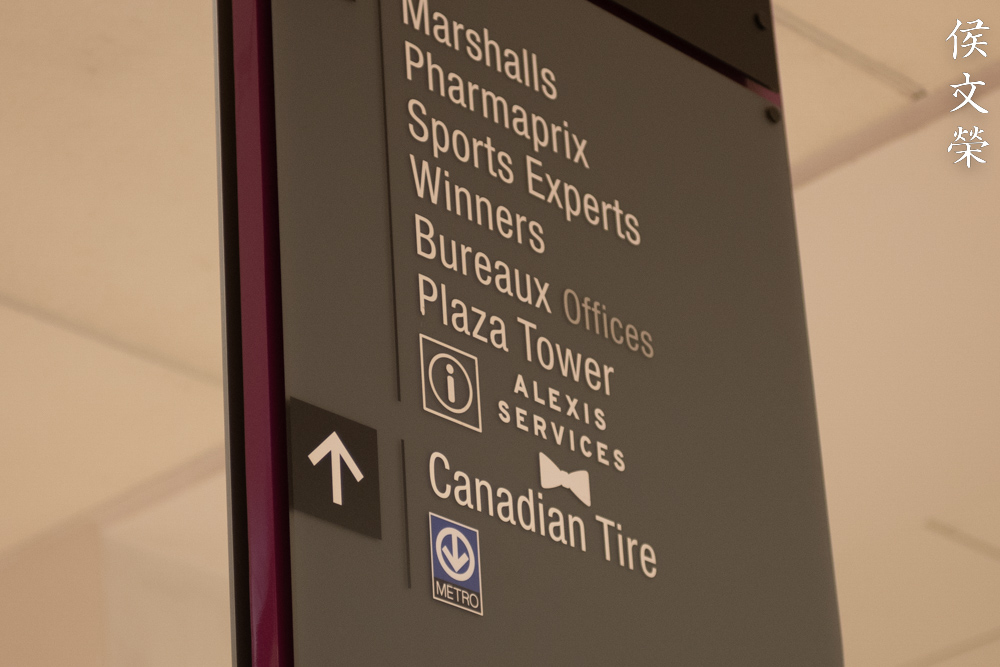 Marshalls
Pharmaprix
Sports Experts
Winners
Bureaux Offices
Plaza Tower
i
ALEXIS
SERVICES
Canadian Tire
METRO
侯文榮